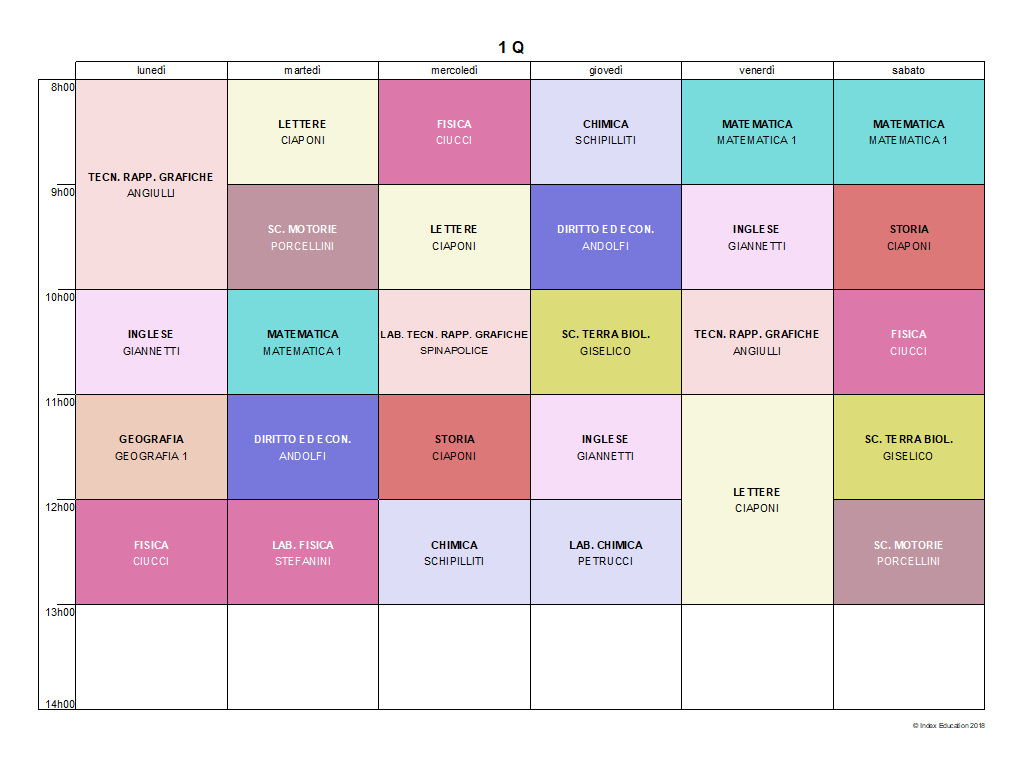 1 Q
lunedì martedì mercoledì giovedì venerdì sabato
8h00
LETTERE FISICA CHIMICA MATEMATICA MATEMATICA
CIAPONI CIUCCI SCHIPILLITI MATEMATICA 1 MATEMATICA 1
TECN. RAPP. GRAFICHE
ANGIULLI
9h00
SC. MOTORIE LETTERE DIRITTO ED ECON. INGLESE STORIA
PORCELLINI CIAPONI ANDOLFI GIANNETTI CIAPONI
10h00
INGLESE MATEMATICA LAB. TECN. RAPP. GRAFICHE SC. TERRA BIOL. TECN. RAPP. GRAFICHE FISICA
GIANNETTI MATEMATICA 1 SPINAPOLICE GISELICO ANGIULLI CIUCCI
11h00
GEOGRAFIA DIRITTO ED ECON. STORIA INGLESE SC. TERRA BIOL.
GEOGRAFIA 1 ANDOLFI CIAPONI GIANNETTI GISELICO
LETTERE
CIAPONI
12h00
FISICA LAB. FISICA CHIMICA LAB. CHIMICA SC. MOTORIE
CIUCCI STEFANINI SCHIPILLITI PETRUCCI PORCELLINI
13h00
14h00
© Index Education 2018